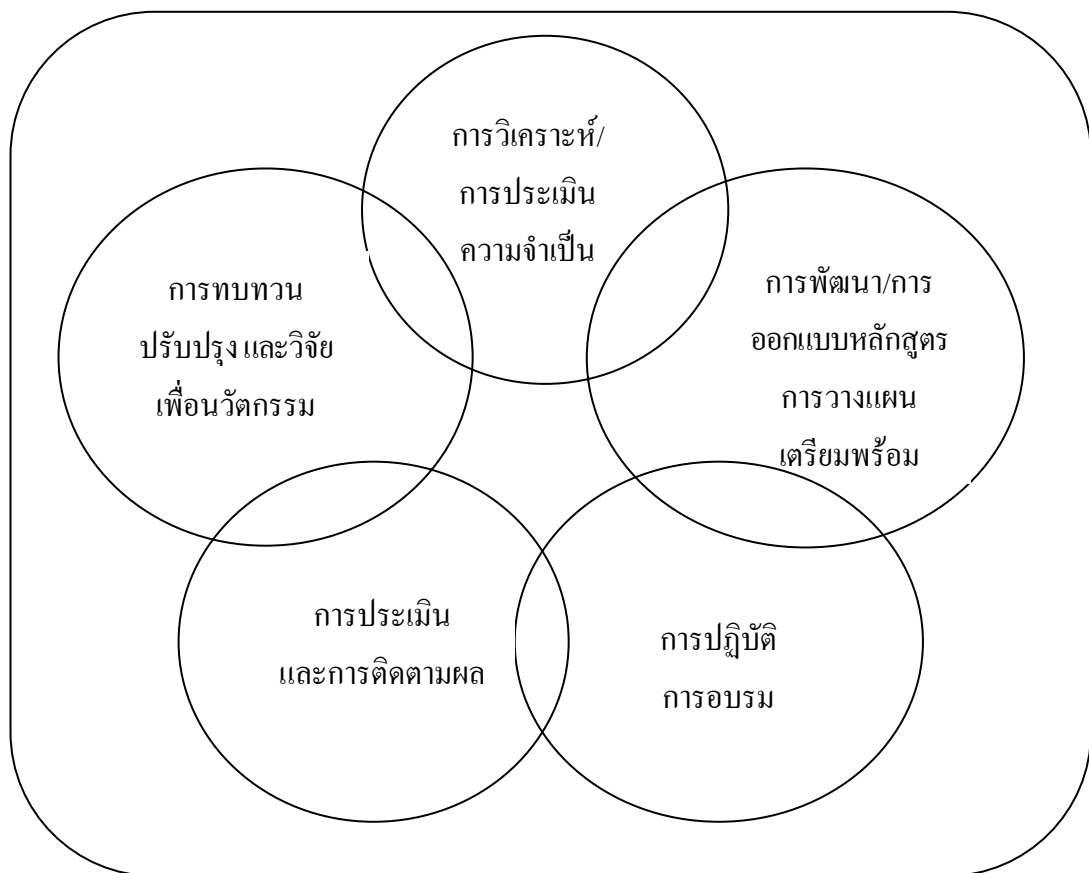 การวิเคราะห์/
การประเมิน
ความจำเป็น
การทบทวน
ปรับปรุง และวิจัย
เพื่อนวัตกรรม
การพัฒนา/การ
ออกแบบหลักสูตร
การวางแผน
เตรียมพร้อม
การประเมิน
และการติดตามผล
การปฏิบัติ
การอบรม